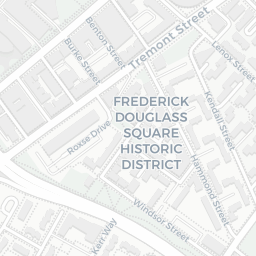 Benton Street
Burke Street
Tremont Street
Lenox Street
FREDERICK
DOUGLASS
SQUARE
HISTORIC
DISTRICT
Kendall Street
Roxse Drive
Hammond Street
Windsor Street
Kerr Way